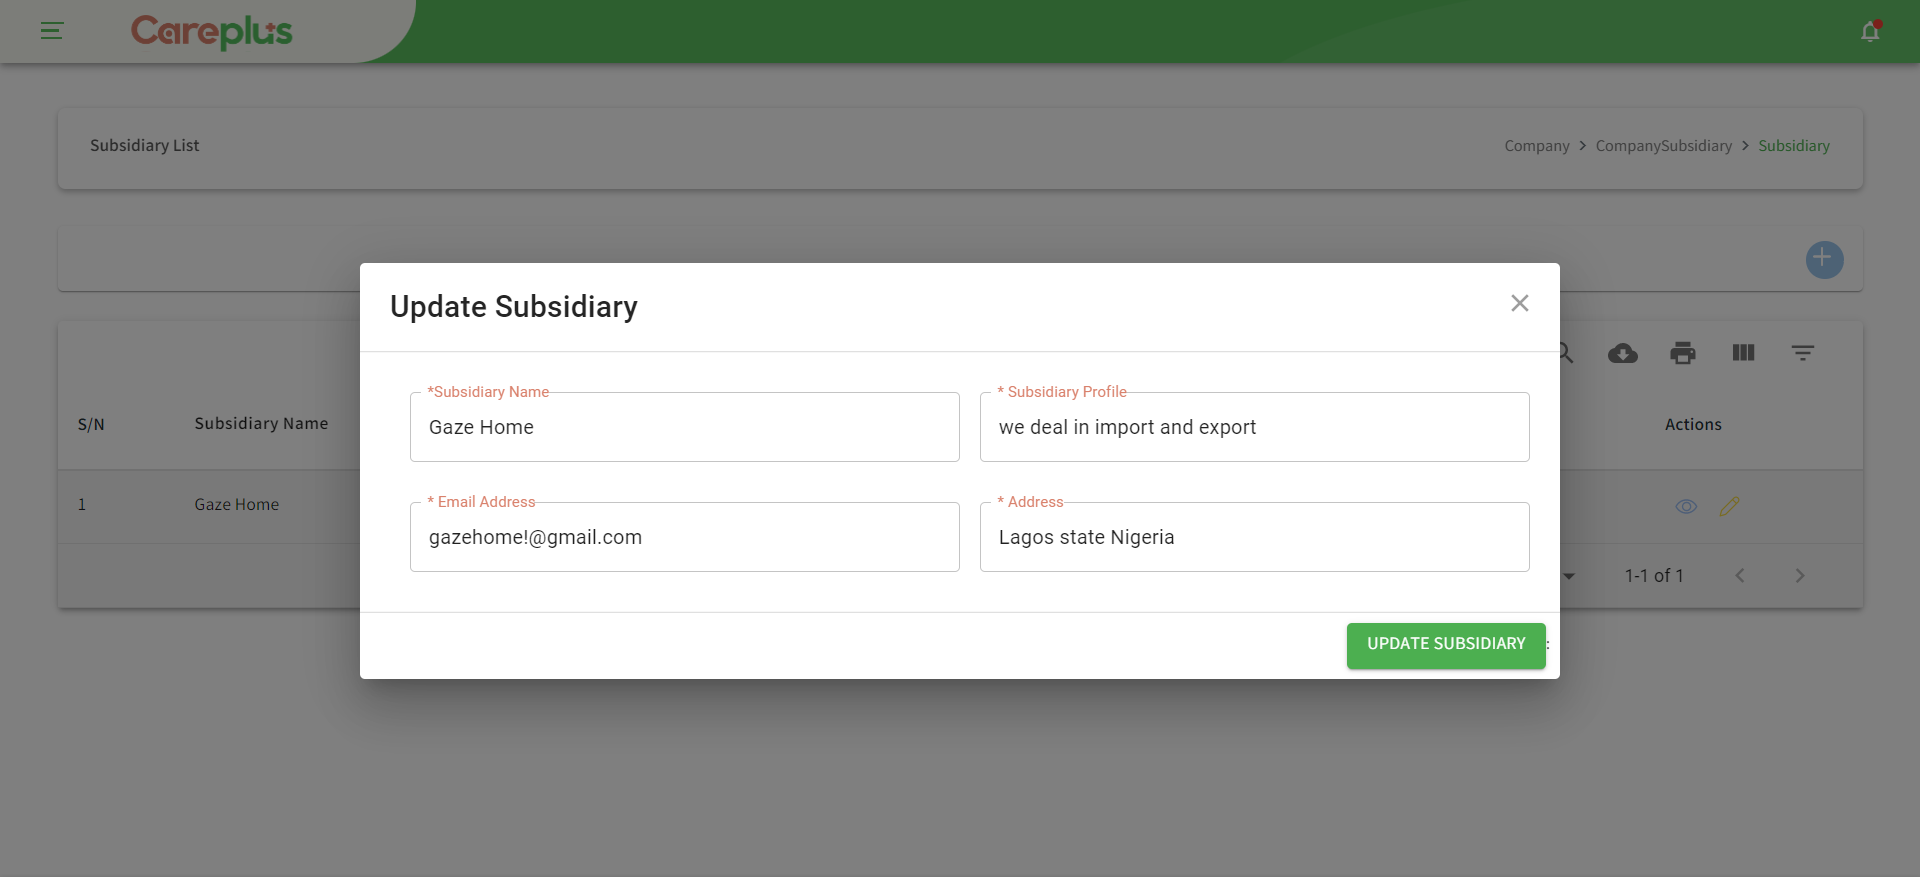 Careplus
Subsidiary List
Company > CompanySubsidiary > Subsidiary
Update Subsidiary
*Subsidiary Name
Gaze Home
* Subsidiary Profile
we deal in import and export
* Email Address
gazehome!@gmail.com
* Address
Lagos state Nigeria
UPDATE SUBSIDIARY :
S/N
Subsidiary Name
Actions
1
Gaze Home
1-1 of 1